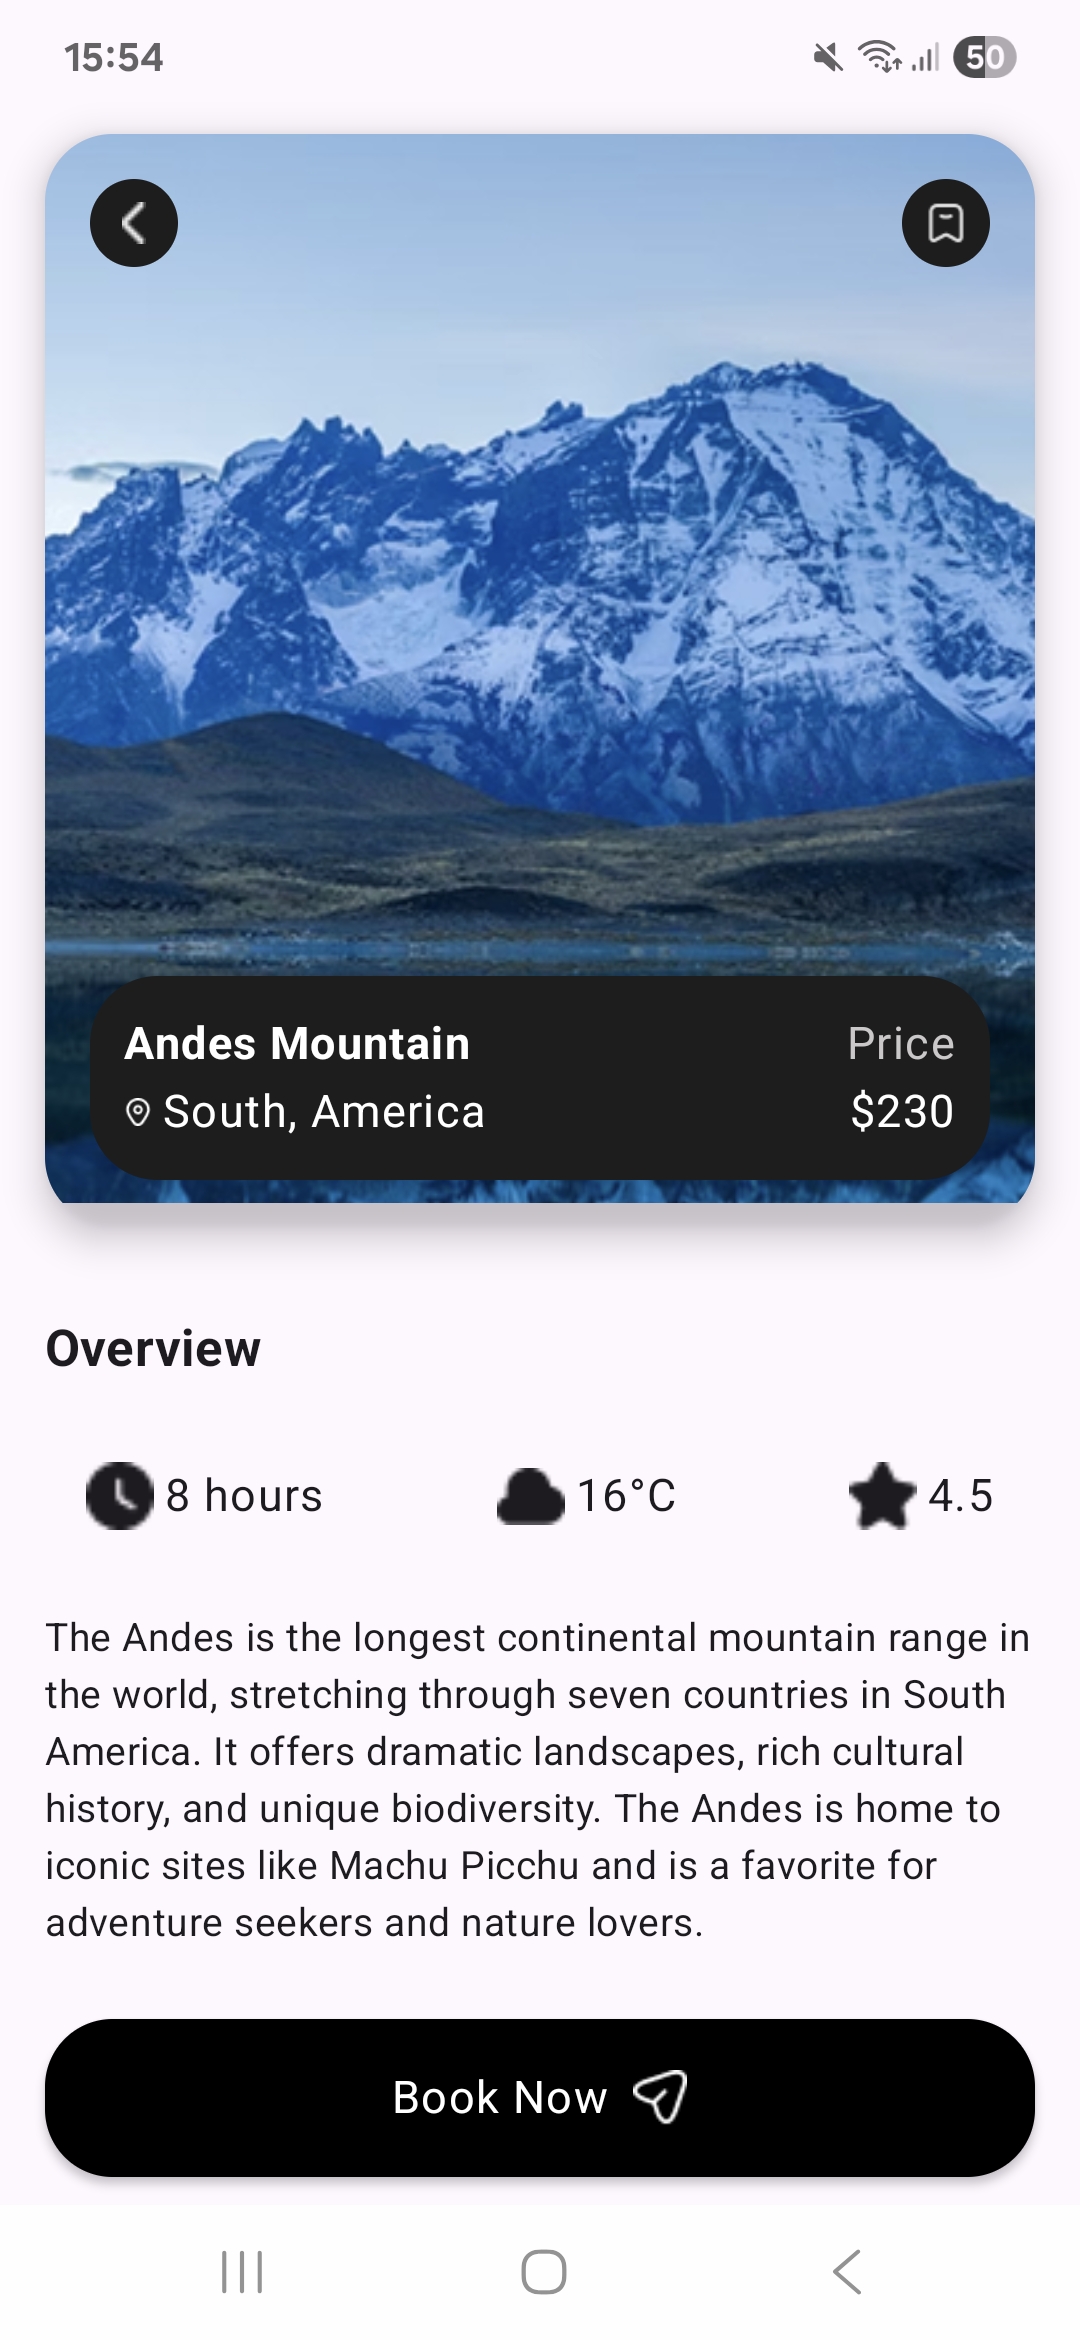 15:54
50
Andes Mountain
Price
South, America
$230
Overview
8 hours
16°C
4.5
The Andes is the longest continental mountain range in
the world, stretching through seven countries in South
America. It offers dramatic landscapes, rich cultural
history, and unique biodiversity. The Andes is home to
iconic sites like Machu Picchu and is a favorite for
adventure seekers and nature lovers.
Book Now